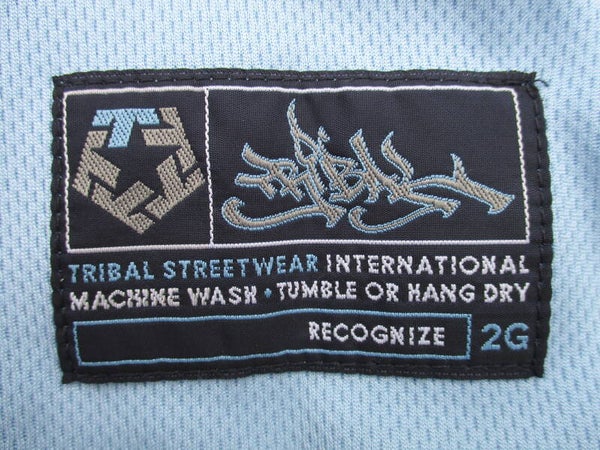 T
TRIBAL
TRIBAL STREETWEAR INTERNATIONAL
MACHINE WASH • TUMBLE OR HANG DRY
RECOGNIZE 2G